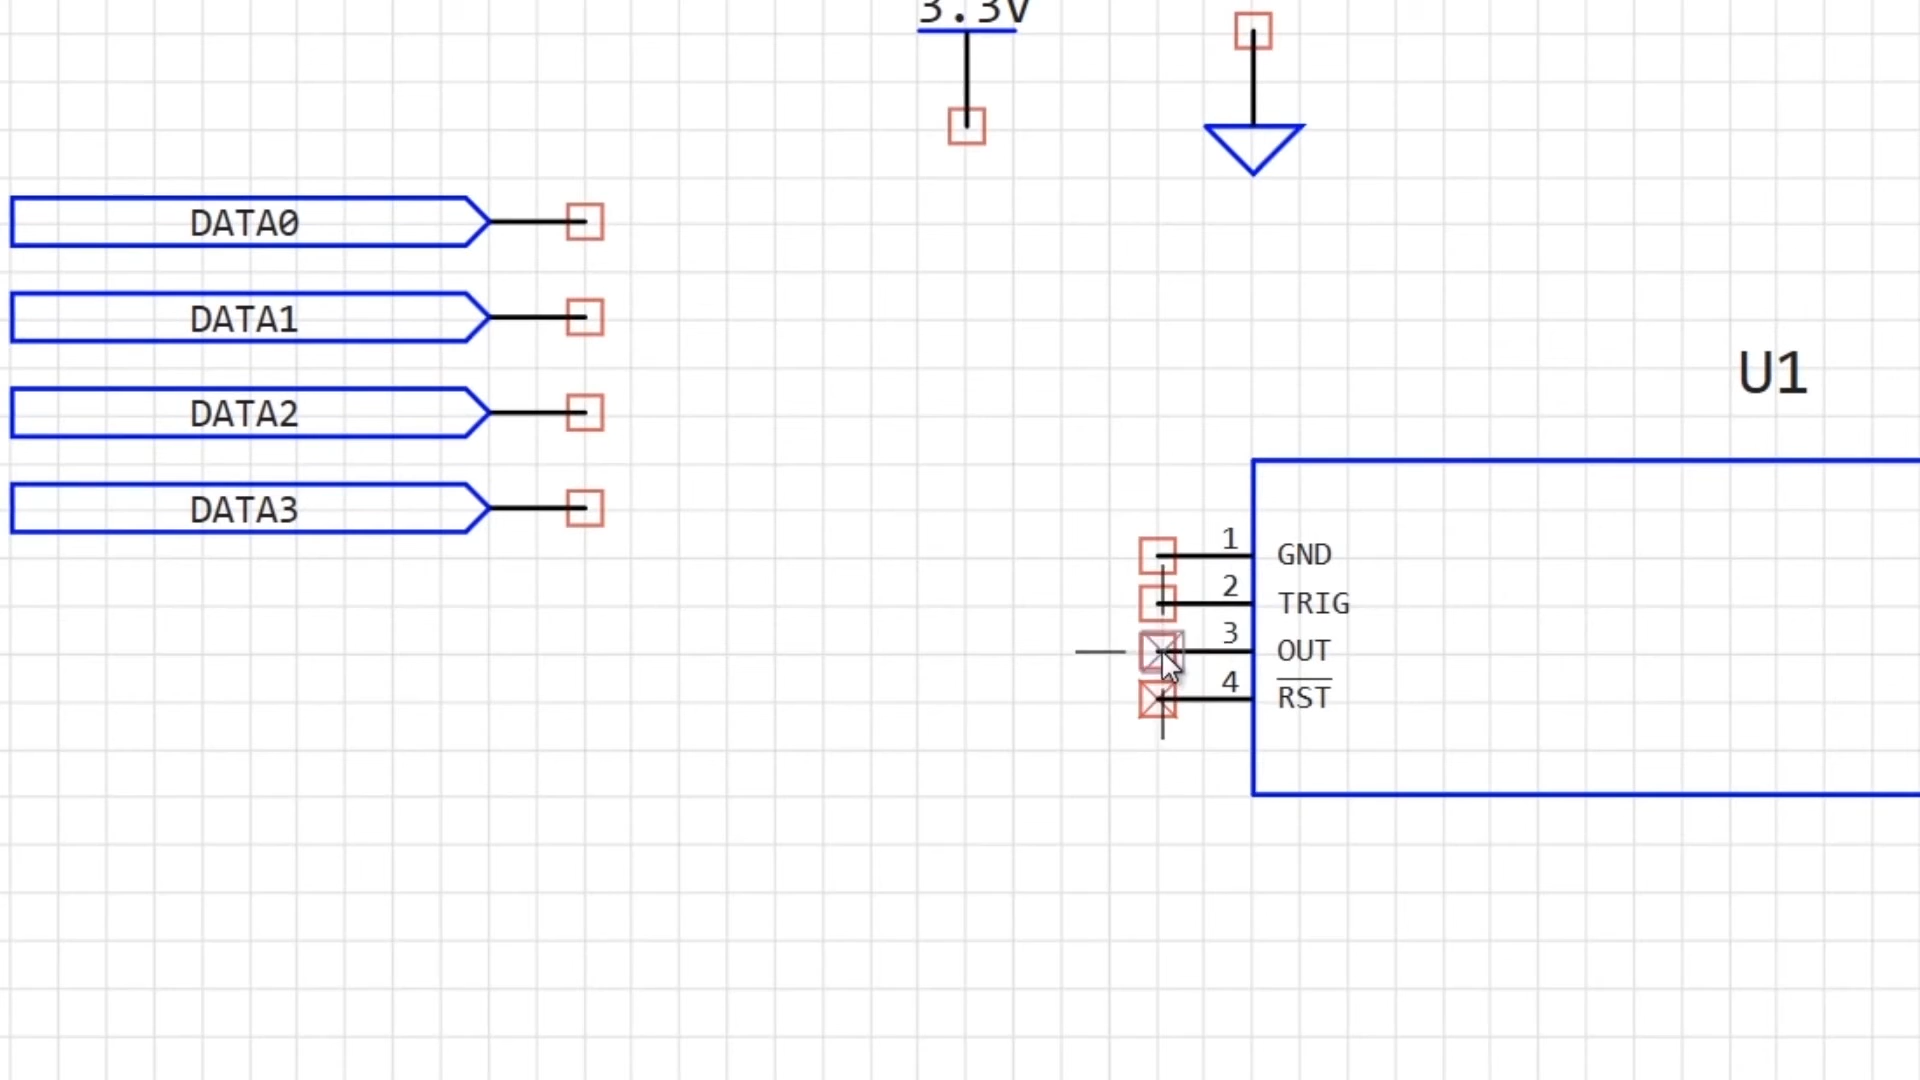 3.3V
DATA0
DATA1
DATA2
DATA3
U1
1 GND
2 TRIG
3 OUT
4 RST